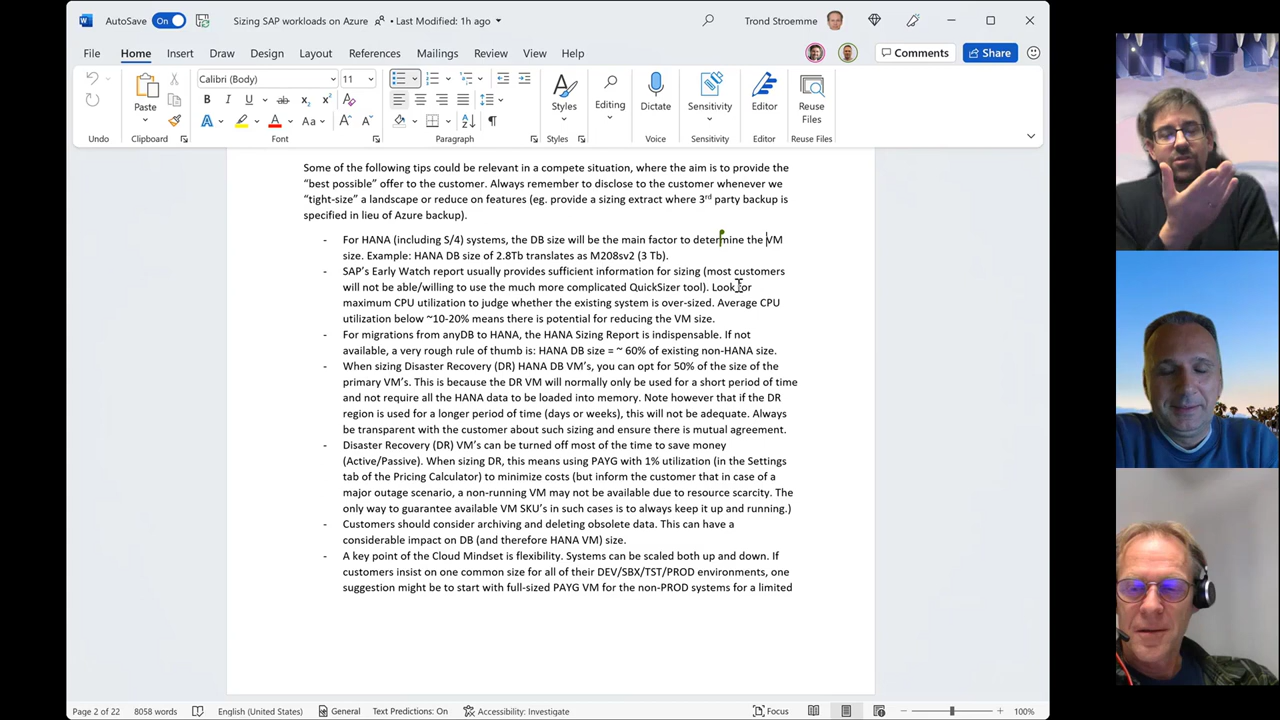 AutoSave On Sizing SAP workloads on Azure • Last Modified: 1h ago Trond Stroemme
File Home Insert Draw Design Layout References Mailings Review View Help Comments Share
Calibri (Body) 11
Paste Styles Editing Dictate Sensitivity Editor Reuse Files
Undo Clipboard Font Paragraph Styles Voice Sensitivity Editor Reuse Files
Some of the following tips could be relevant in a compete situation, where the aim is to provide the
“best possible” offer to the customer. Always remember to disclose to the customer whenever we
“tight-size” a landscape or reduce on features (eg. provide a sizing extract where 3rd party backup is
specified in lieu of Azure backup).
- For HANA (including S/4) systems, the DB size will be the main factor to determine the VM
size. Example: HANA DB size of 2.8Tb translates as M208sv2 (3 Tb).
- SAP’s Early Watch report usually provides sufficient information for sizing (most customers
will not be able/willing to use the much more complicated QuickSizer tool). Look for
maximum CPU utilization to judge whether the existing system is over-sized. Average CPU
utilization below ~10-20% means there is potential for reducing the VM size.
- For migrations from anyDB to HANA, the HANA Sizing Report is indispensable. If not
available, a very rough rule of thumb is: HANA DB size = ~ 60% of existing non-HANA size.
- When sizing Disaster Recovery (DR) HANA DB VM’s, you can opt for 50% of the size of the
primary VM’s. This is because the DR VM will normally only be used for a short period of time
and not require all the HANA data to be loaded into memory. Note however that if the DR
region is used for a longer period of time (days or weeks), this will not be adequate. Always
be transparent with the customer about such sizing and ensure there is mutual agreement.
- Disaster Recovery (DR) VM’s can be turned off most of the time to save money
(Active/Passive). When sizing DR, this means using PAYG with 1% utilization (in the Settings
tab of the Pricing Calculator) to minimize costs (but inform the customer that in case of a
major outage scenario, a non-running VM may not be available due to resource scarcity. The
only way to guarantee available VM SKU’s in such cases is to always keep it up and running.)
- Customers should consider archiving and deleting obsolete data. This can have a
considerable impact on DB (and therefore HANA VM) size.
- A key point of the Cloud Mindset is flexibility. Systems can be scaled both up and down. If
customers insist on one common size for all of their DEV/SBX/TST/PROD environments, one
suggestion might be to start with full-sized PAYG VM for the non-PROD systems for a limited
Page 2 of 22 8058 words English (United States) General Text Predictions: On Accessibility: Investigate Focus 100%